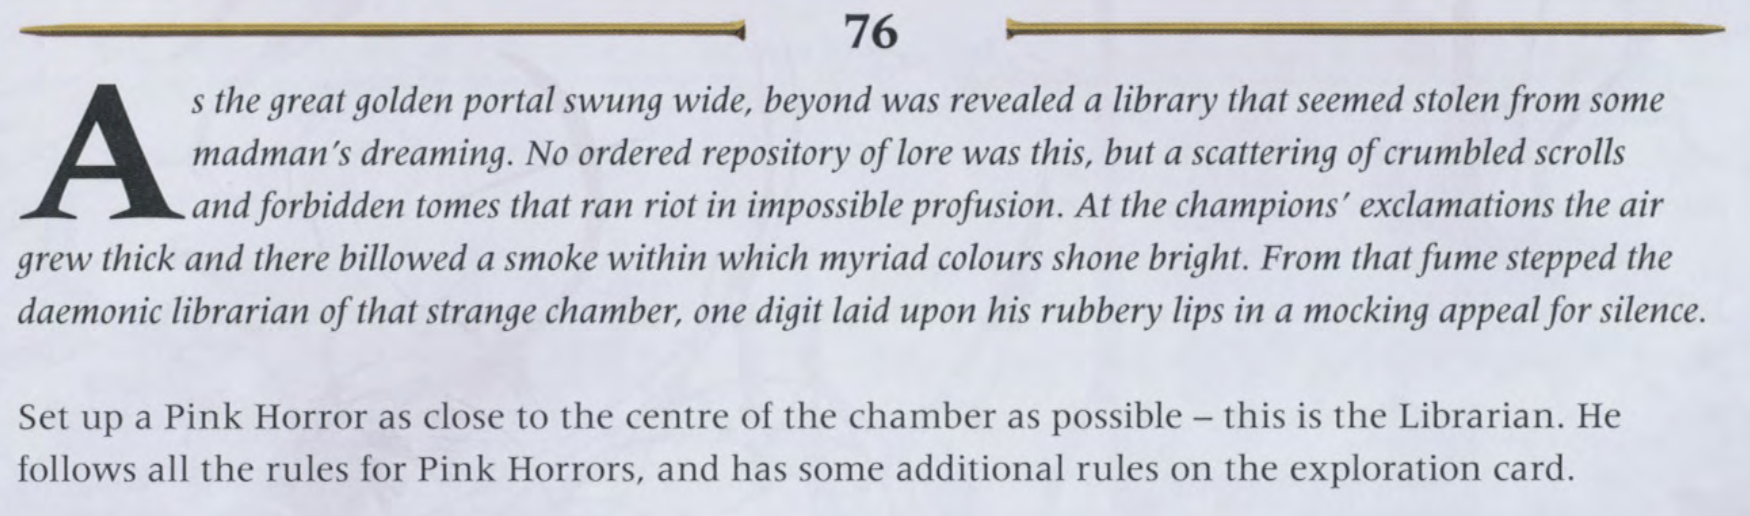 76
As the great golden portal swung wide, beyond was revealed a library that seemed stolen from some
madman's dreaming. No ordered repository of lore was this, but a scattering of crumbled scrolls
and forbidden tomes that ran riot in impossible profusion. At the champions' exclamations the air
grew thick and there billowed a smoke within which myriad colours shone bright. From that fume stepped the
daemonic librarian of that strange chamber, one digit laid upon his rubbery lips in a mocking appeal for silence.
Set up a Pink Horror as close to the centre of the chamber as possible – this is the Librarian. He
follows all the rules for Pink Horrors, and has some additional rules on the exploration card.